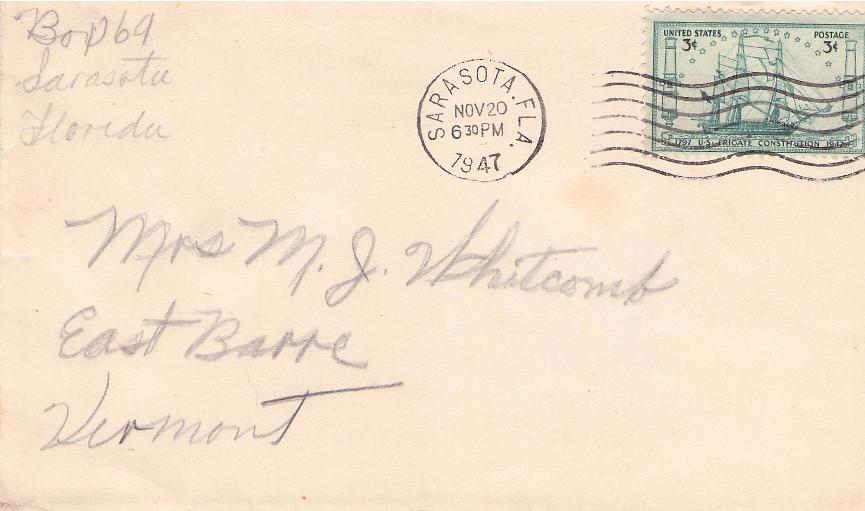 Box 69
Sarasota
Florida
SARASOTA, FLA.
NOV 20
6 30 PM
1947
UNITED STATES POSTAGE
3¢ 3¢
1797 U.S. FRIGATE CONSTITUTION 1947
Mrs M. J. Whitcomb
East Barre
Vermont